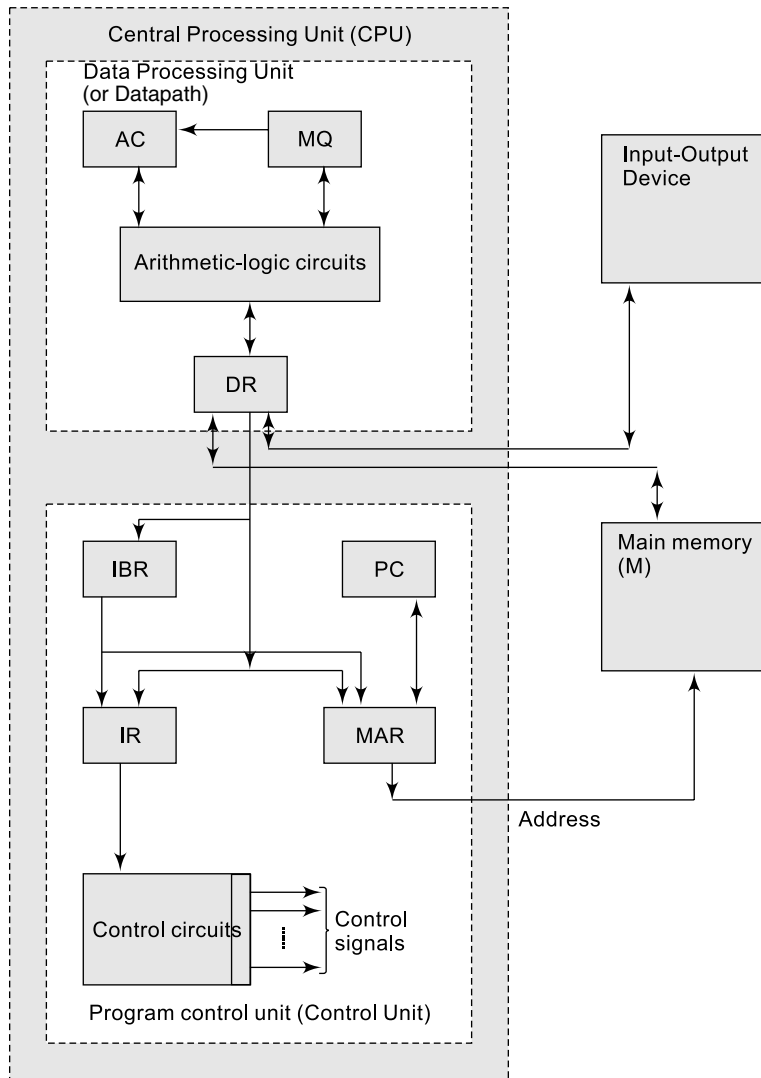 Central Processing Unit (CPU)
Data Processing Unit
(or Datapath)
AC
MQ
Input-Output
Device
Arithmetic-logic circuits
DR
IBR
PC
Main memory
(M)
IR
MAR
Address
Control circuits
Control
signals
Program control unit (Control Unit)